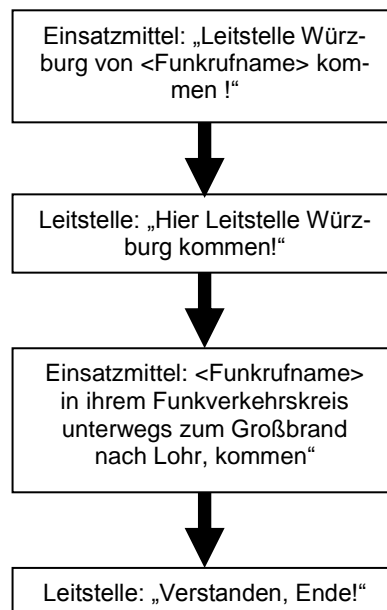 Einsatzmittel: „Leitstelle Würz-
burg von <Funkrufname> kom-
men !“
Leitstelle: „Hier Leitstelle Würz-
burg kommen!“
Einsatzmittel: <Funkrufname>
in ihrem Funkverkehrskreis
unterwegs zum Großbrand
nach Lohr, kommen“
Leitstelle: „Verstanden, Ende!“